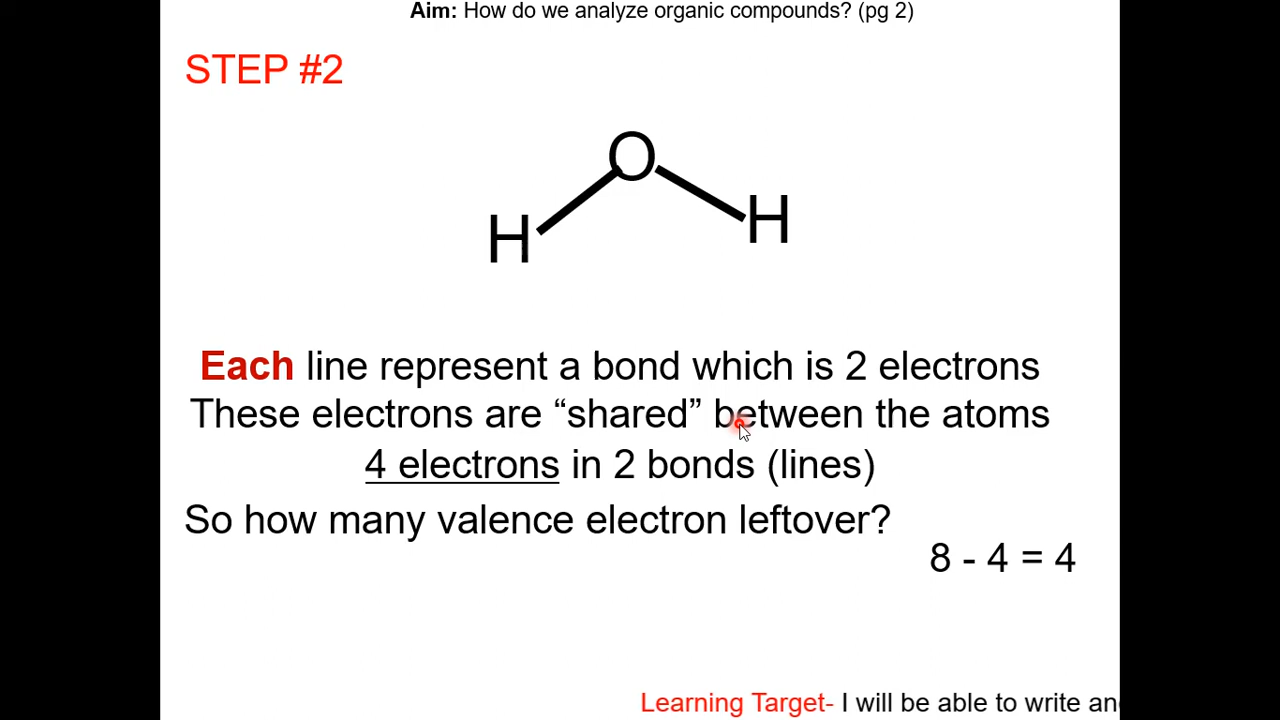 Aim: How do we analyze organic compounds? (pg 2)
STEP #2
O
H
H
Each line represent a bond which is 2 electrons
These electrons are “shared” between the atoms
4 electrons in 2 bonds (lines)
So how many valence electron leftover?
8 - 4 = 4
Learning Target- I will be able to write an